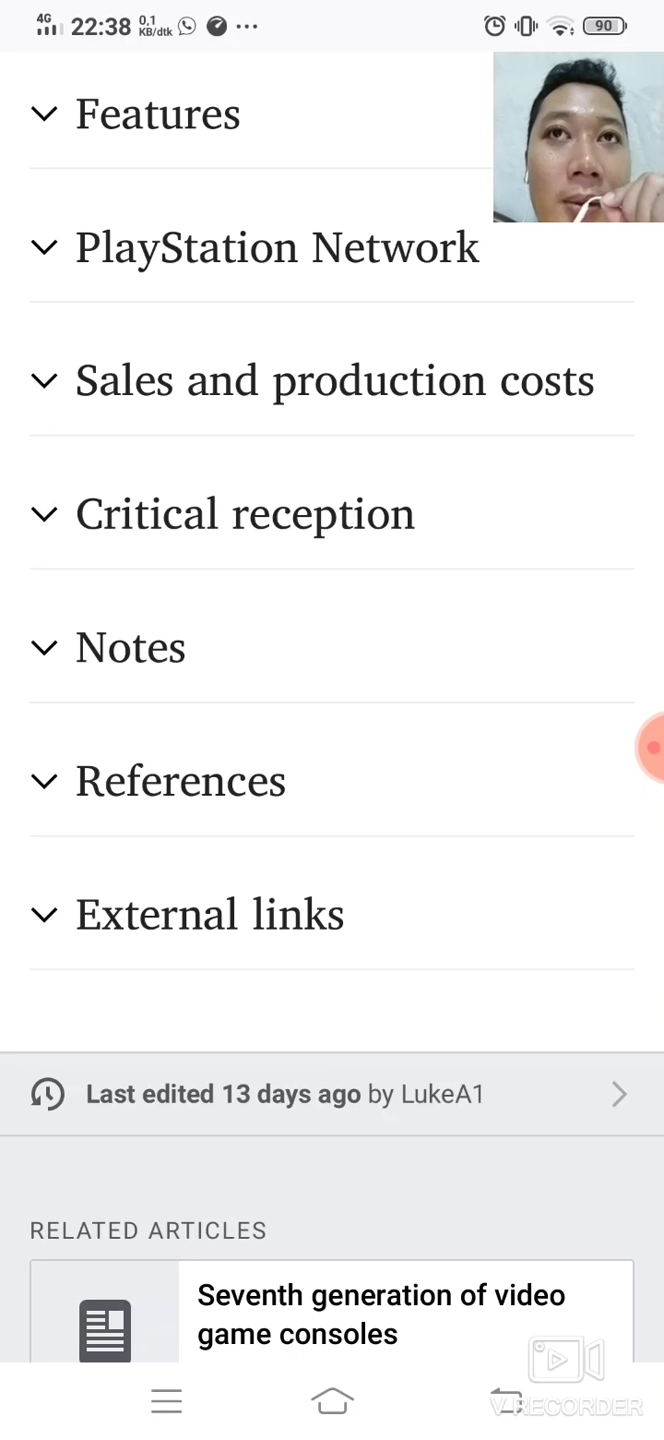 4G 22:38 0,1 KB/dtk ... 90
Features
PlayStation Network
Sales and production costs
Critical reception
Notes
References
External links
Last edited 13 days ago by LukeA1
RELATED ARTICLES
Seventh generation of video
game consoles
V RECORDER